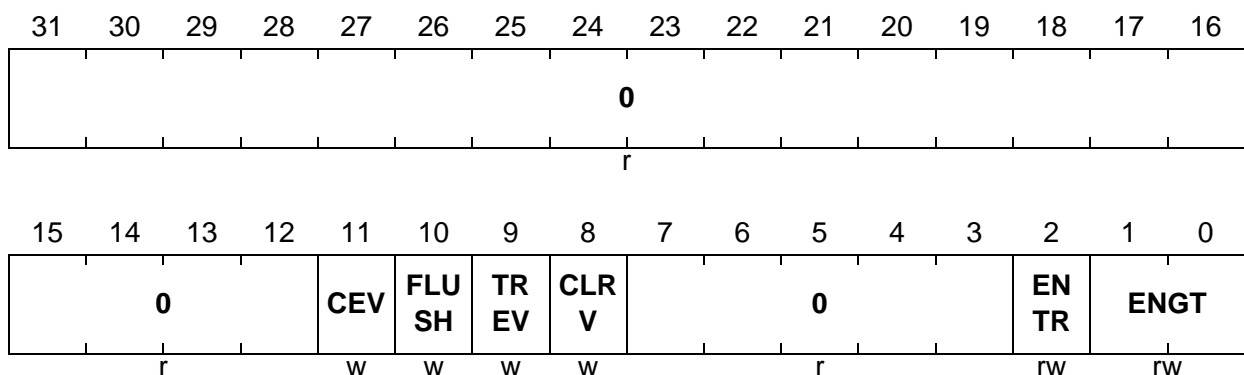 31 30 29 28 27 26 25 24 23 22 21 20 19 18 17 16
0
r
15 14 13 12 11 10 9 8 7 6 5 4 3 2 1 0
0 CEV FLU SH TR EV CLR V 0 EN TR ENGT
r w w w w r rw rw